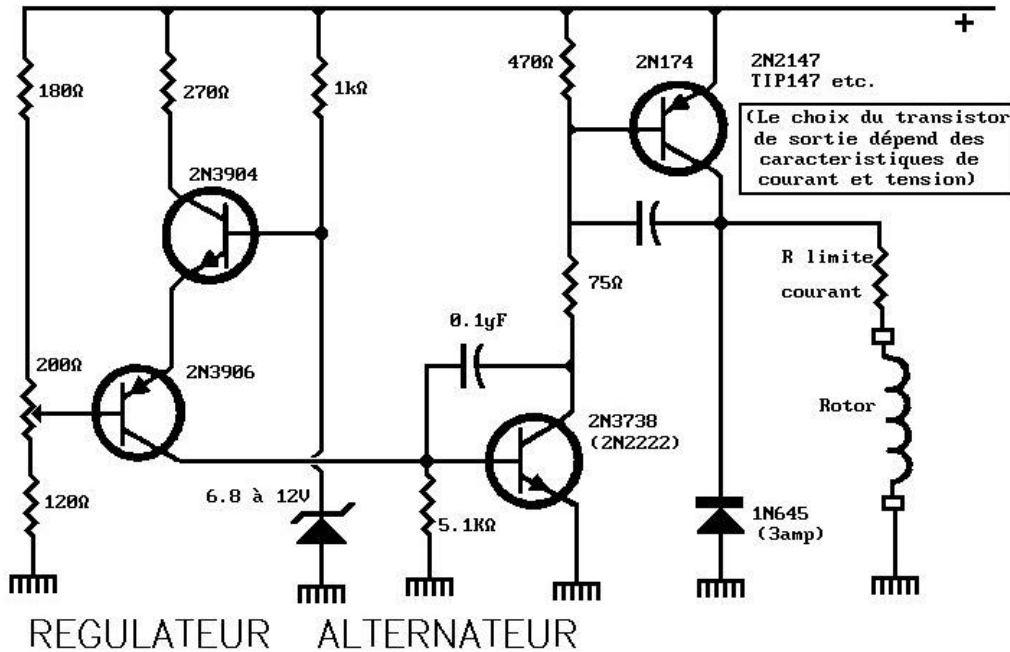 +
180Ω
270Ω
1kΩ
470Ω
2N174
2N2147
TIP147 etc.
(Le choix du transistor
de sortie dépend des
caracteristiques de
courant et tension)
2N3904
R limite
courant
75Ω
0.1yF
200Ω
2N3906
Rotor
2N3738
(2N2222)
120Ω
6.8 à 12V
5.1KΩ
1N645
(3amp)
REGULATEUR ALTERNATEUR